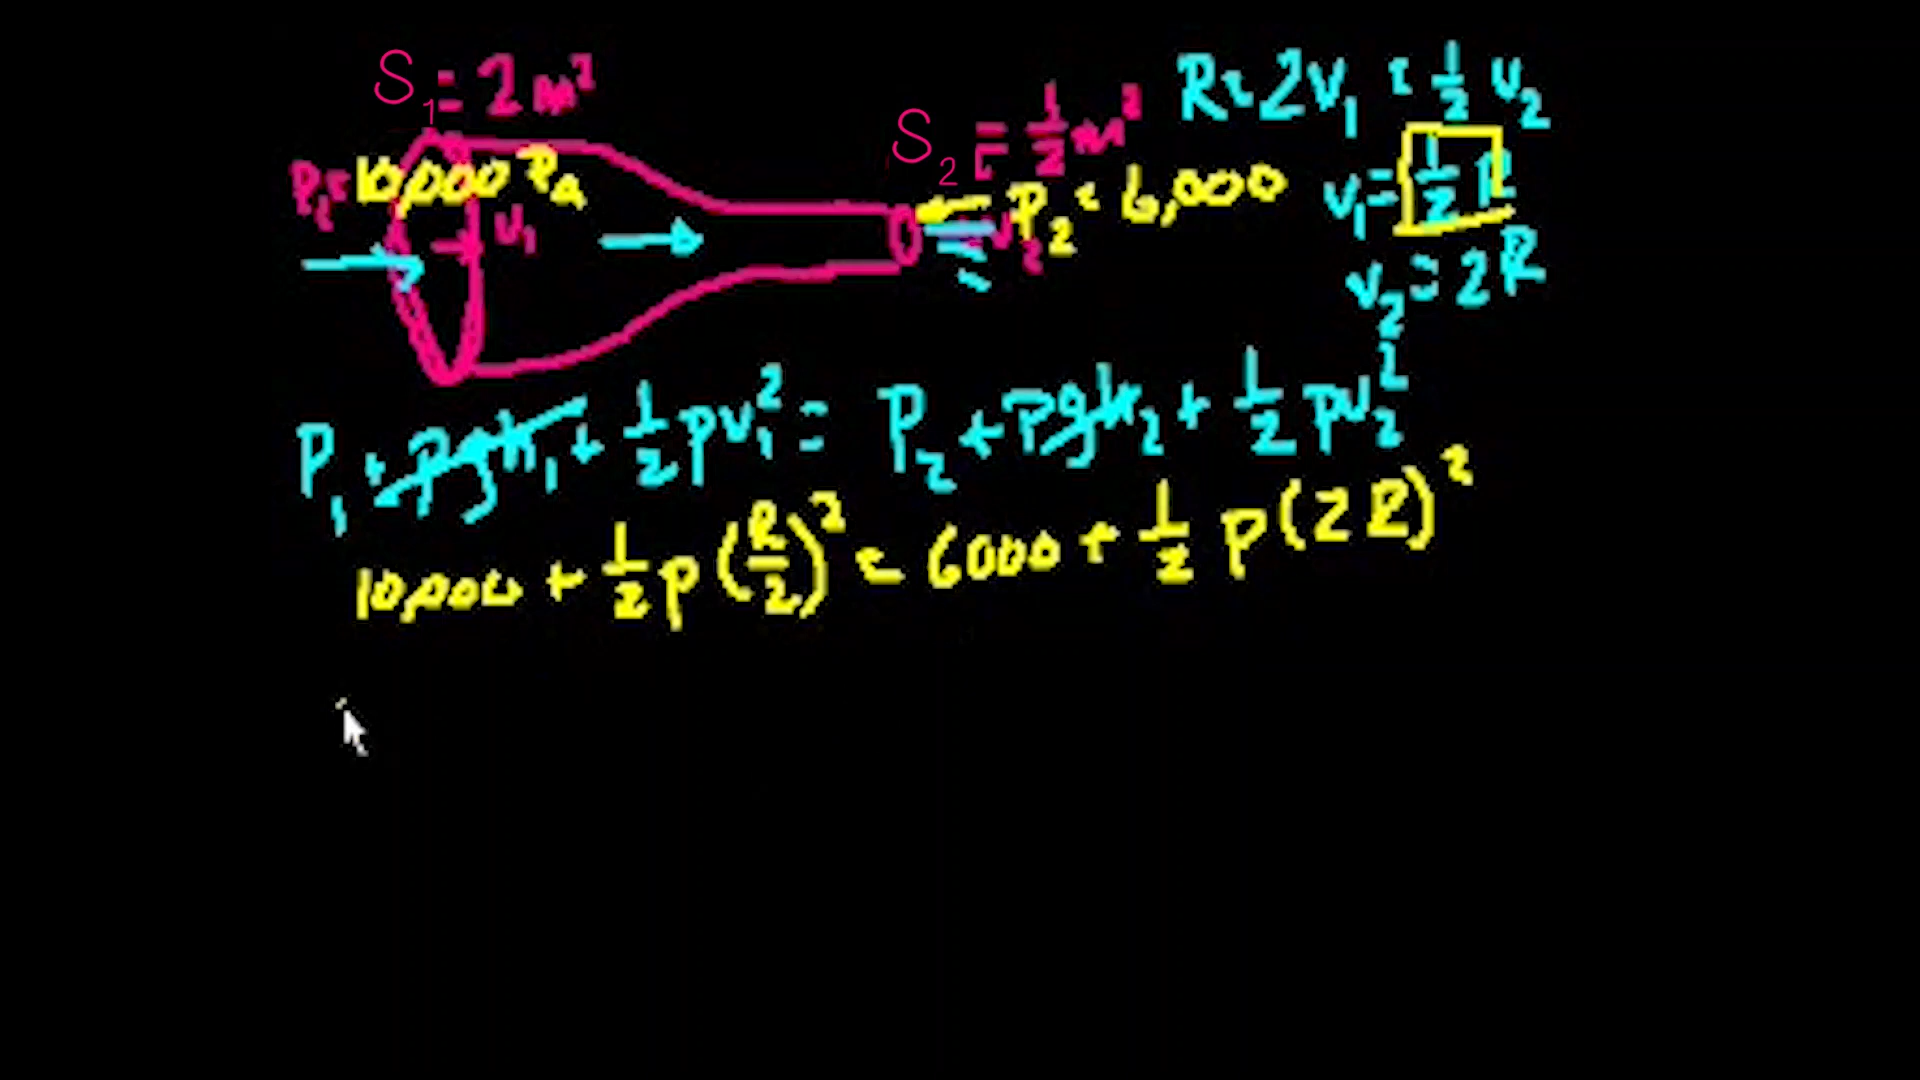 S₁ = 2 m²
S₂ = ½ m²
R = 2V₁ = ½ V₂
P₁ = 10,000 Pa
P₂ = 6,000
V₁ = ½ R
V₁
V₂
V₂ = 2R
P₁ + ρgh₁ + ½ ρV₁² = P₂ + ρgh₂ + ½ ρV₂²
10,000 + ½ ρ (R/2)² = 6000 + ½ ρ (2R)²